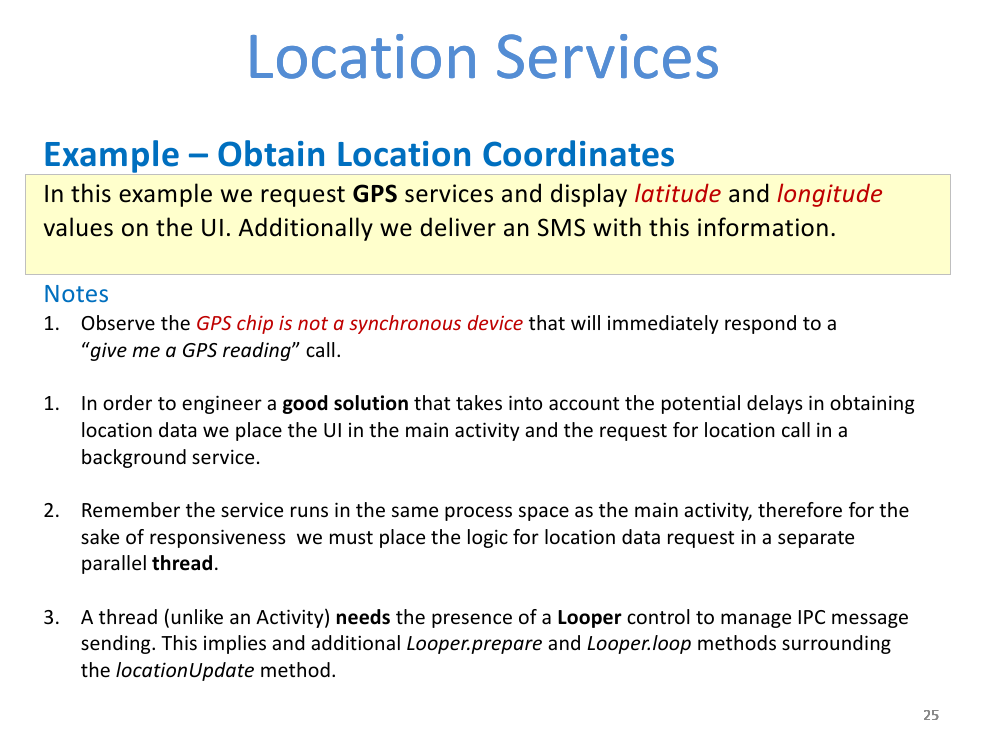 Location Services
Example – Obtain Location Coordinates
In this example we request GPS services and display latitude and longitude
values on the UI. Additionally we deliver an SMS with this information.
Notes
1. Observe the GPS chip is not a synchronous device that will immediately respond to a
“give me a GPS reading” call.
1. In order to engineer a good solution that takes into account the potential delays in obtaining
location data we place the UI in the main activity and the request for location call in a
background service.
2. Remember the service runs in the same process space as the main activity, therefore for the
sake of responsiveness  we must place the logic for location data request in a separate
parallel thread.
3. A thread (unlike an Activity) needs the presence of a Looper control to manage IPC message
sending. This implies and additional Looper.prepare and Looper.loop methods surrounding
the locationUpdate method.
25